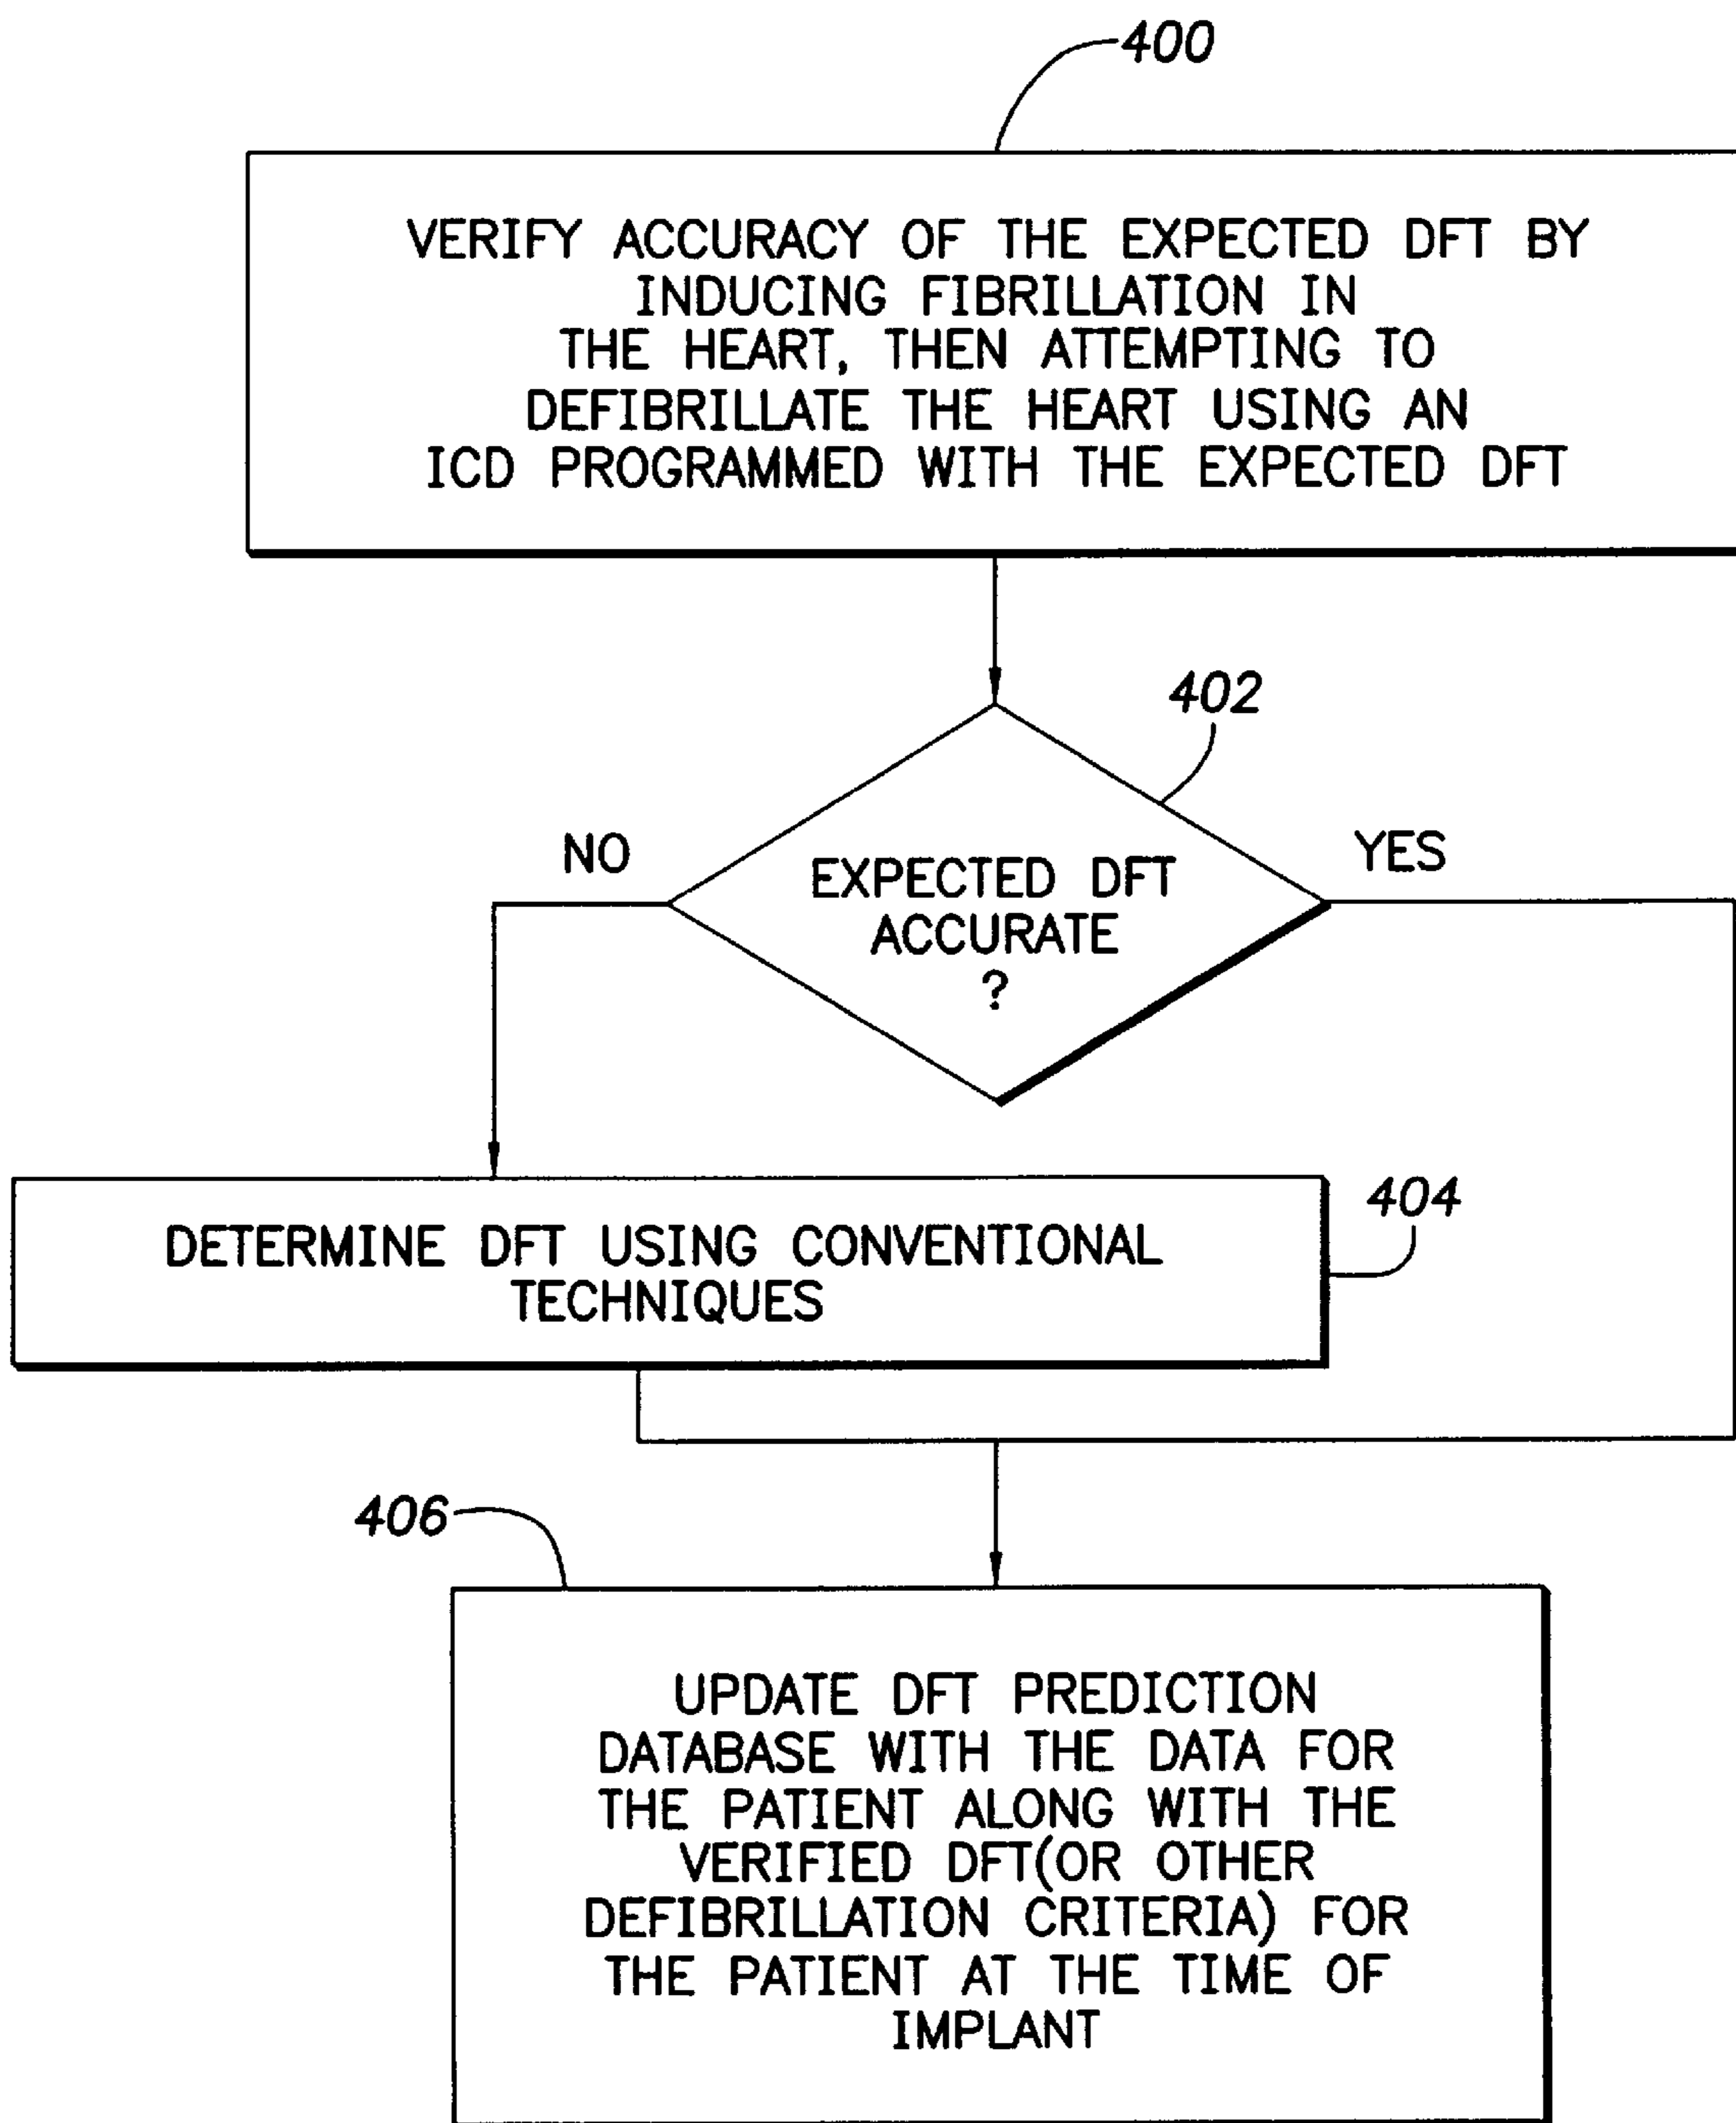 400
VERIFY ACCURACY OF THE EXPECTED DFT BY
INDUCING FIBRILLATION IN
THE HEART, THEN ATTEMPTING TO
DEFIBRILLATE THE HEART USING AN
ICD PROGRAMMED WITH THE EXPECTED DFT
402
NO
YES
EXPECTED DFT
ACCURATE
?
404
DETERMINE DFT USING CONVENTIONAL
TECHNIQUES
406
UPDATE DFT PREDICTION
DATABASE WITH THE DATA FOR
THE PATIENT ALONG WITH THE
VERIFIED DFT(OR OTHER
DEFIBRILLATION CRITERIA) FOR
THE PATIENT AT THE TIME OF
IMPLANT